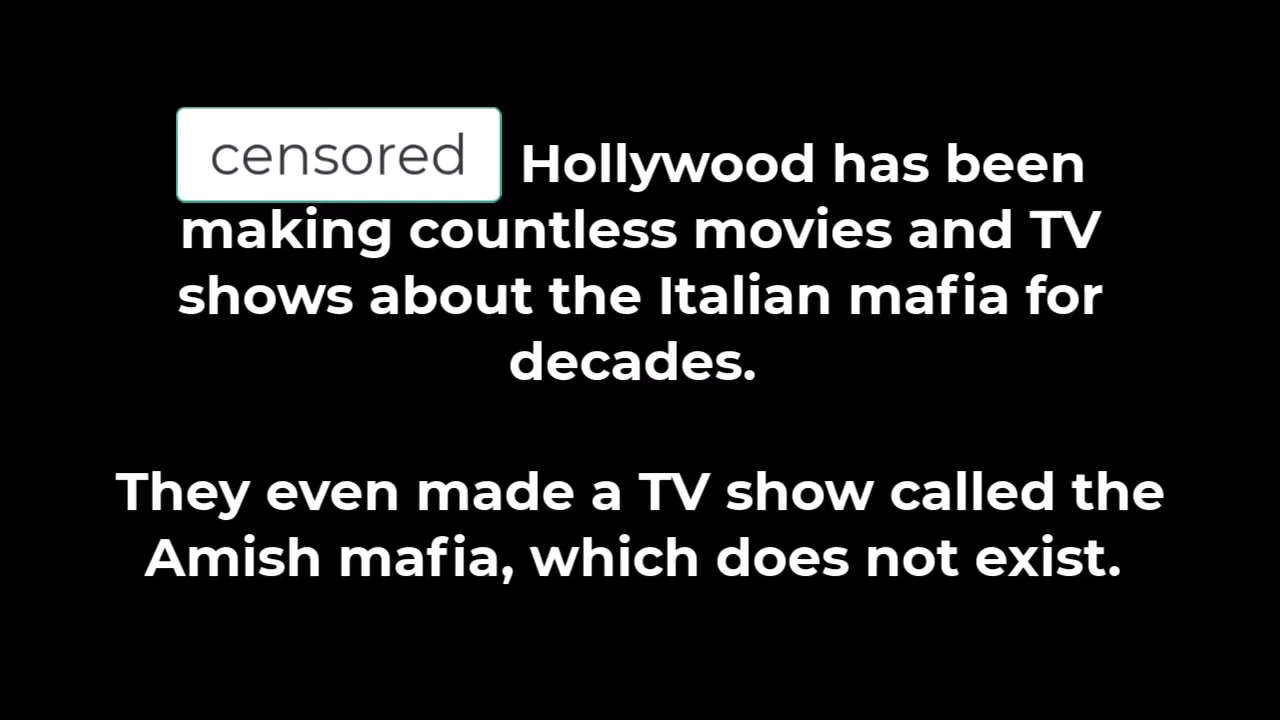 censored Hollywood has been
making countless movies and TV
shows about the Italian mafia for
decades.
They even made a TV show called the
Amish mafia, which does not exist.